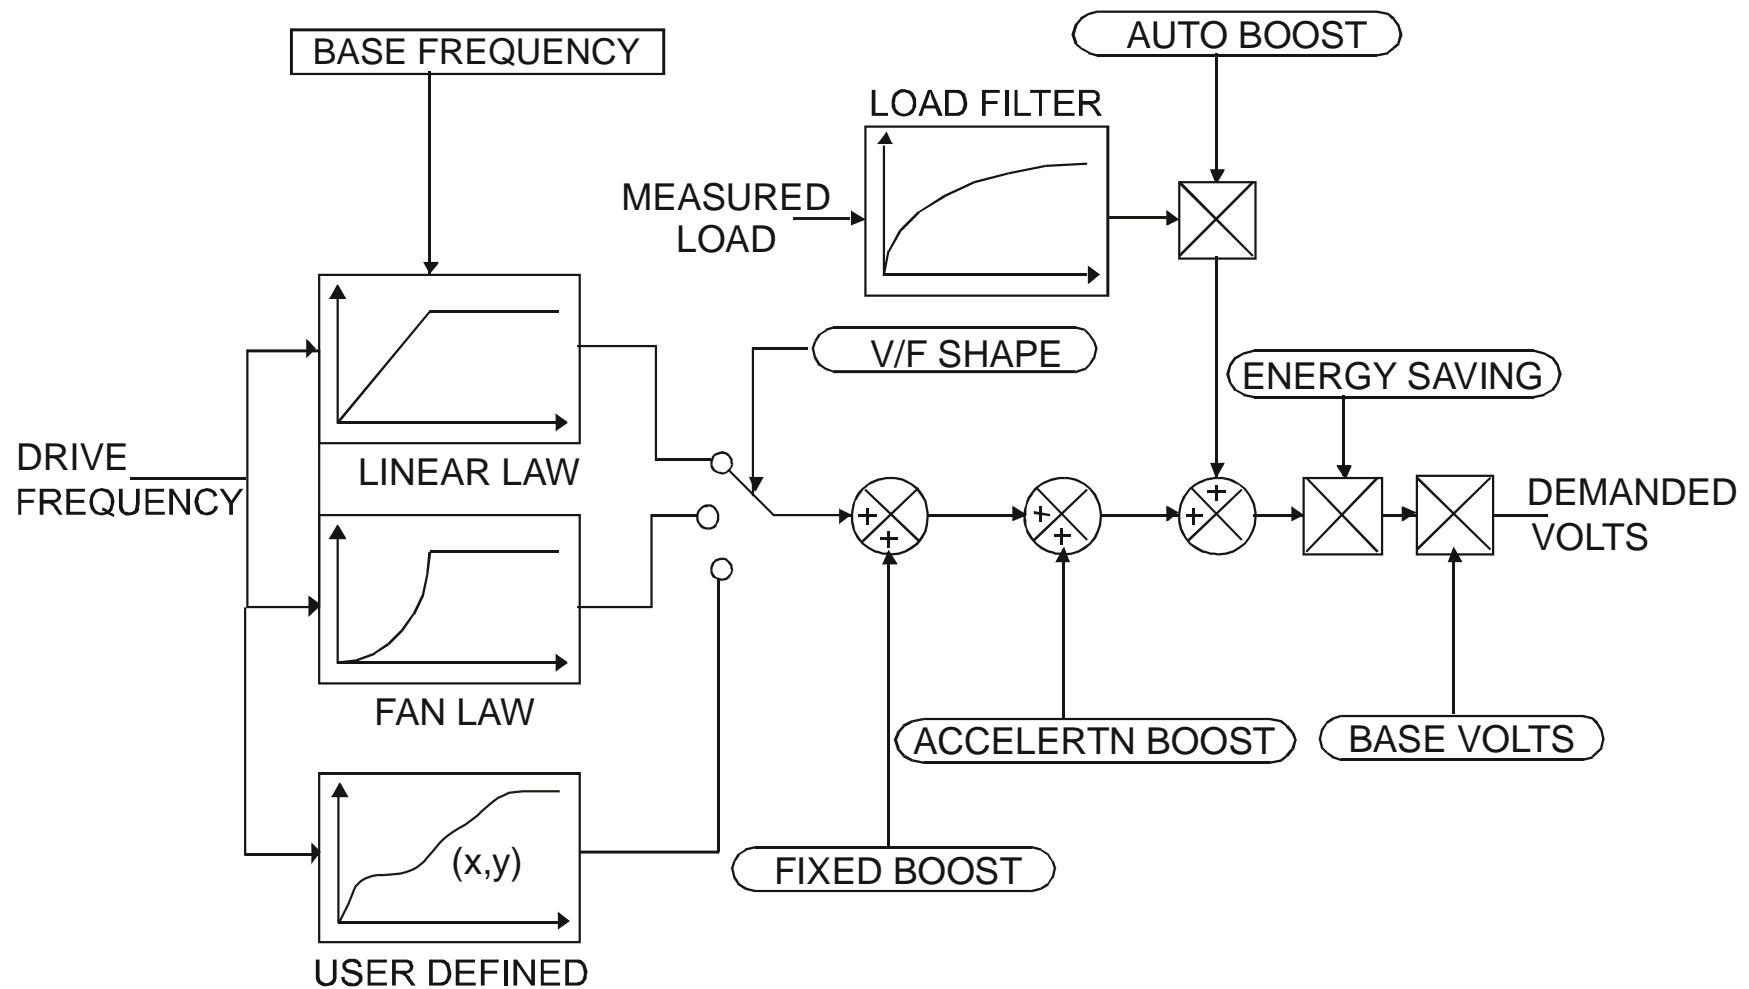 BASE FREQUENCY
AUTO BOOST
LOAD FILTER
MEASURED
LOAD
V/F SHAPE
ENERGY SAVING
DRIVE
FREQUENCY
LINEAR LAW
DEMANDED
VOLTS
+
+
+
+
+
+
FAN LAW
ACCELERTN BOOST
BASE VOLTS
(x,y)
FIXED BOOST
USER DEFINED